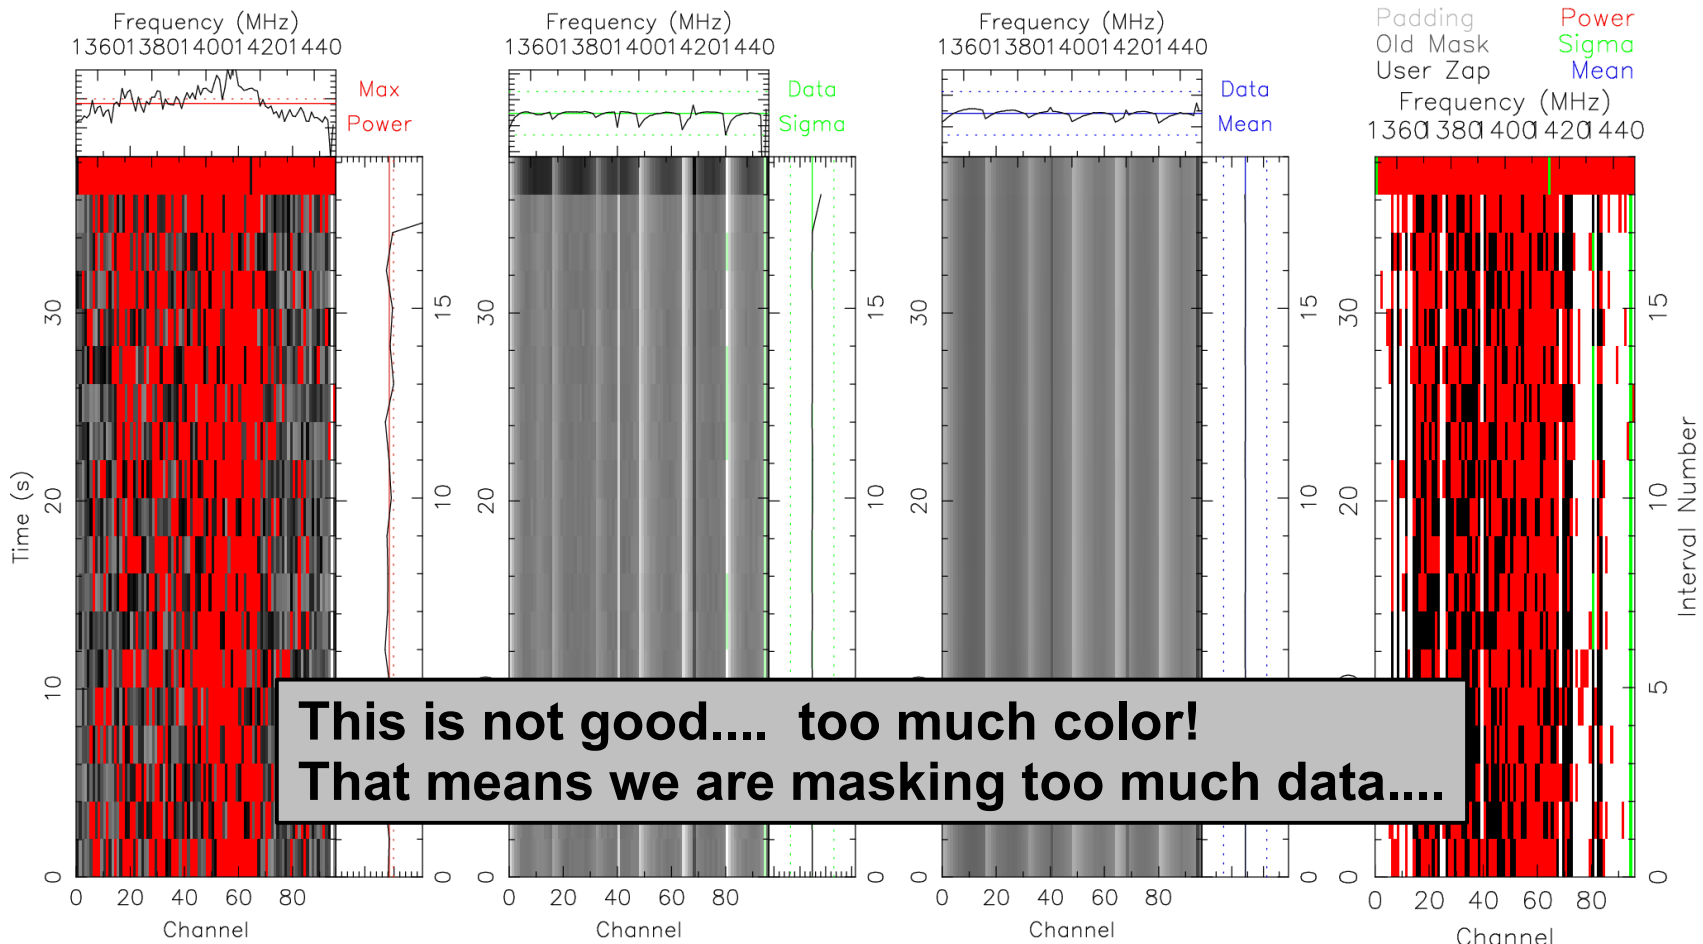 Frequency (MHz)
1360 1380 1400 1420 1440
Max
Power
Time (s)
0 10 20 30
0 20 40 60 80
Channel
10 15
0
Frequency (MHz)
1360 1380 1400 1420 1440
Data
Sigma
0 20 30
0 20 40 60 80
Channel
10 15
0
Frequency (MHz)
1360 1380 1400 1420 1440
Data
Mean
0 20 30
0 20 40 60 80
Channel
10 15
0
Padding Power
Old Mask Sigma
User Zap Mean
Frequency (MHz)
1360 1380 1400 1420 1440
0 20 30
0 20 40 60 80
Channel
0 5 10 15
Interval Number
This is not good.... too much color!
That means we are masking too much data....